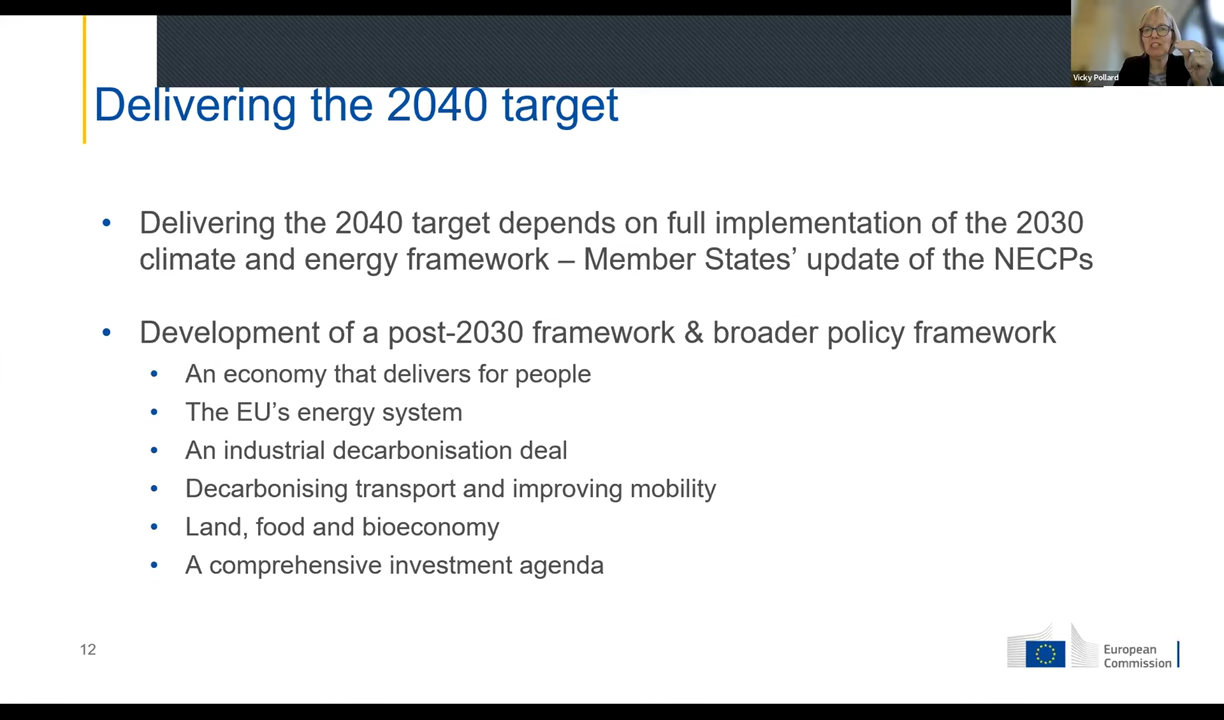 Vicky Pollard
Delivering the 2040 target
• Delivering the 2040 target depends on full implementation of the 2030
climate and energy framework – Member States’ update of the NECPs
• Development of a post-2030 framework & broader policy framework
• An economy that delivers for people
• The EU’s energy system
• An industrial decarbonisation deal
• Decarbonising transport and improving mobility
• Land, food and bioeconomy
• A comprehensive investment agenda
12
European
Commission